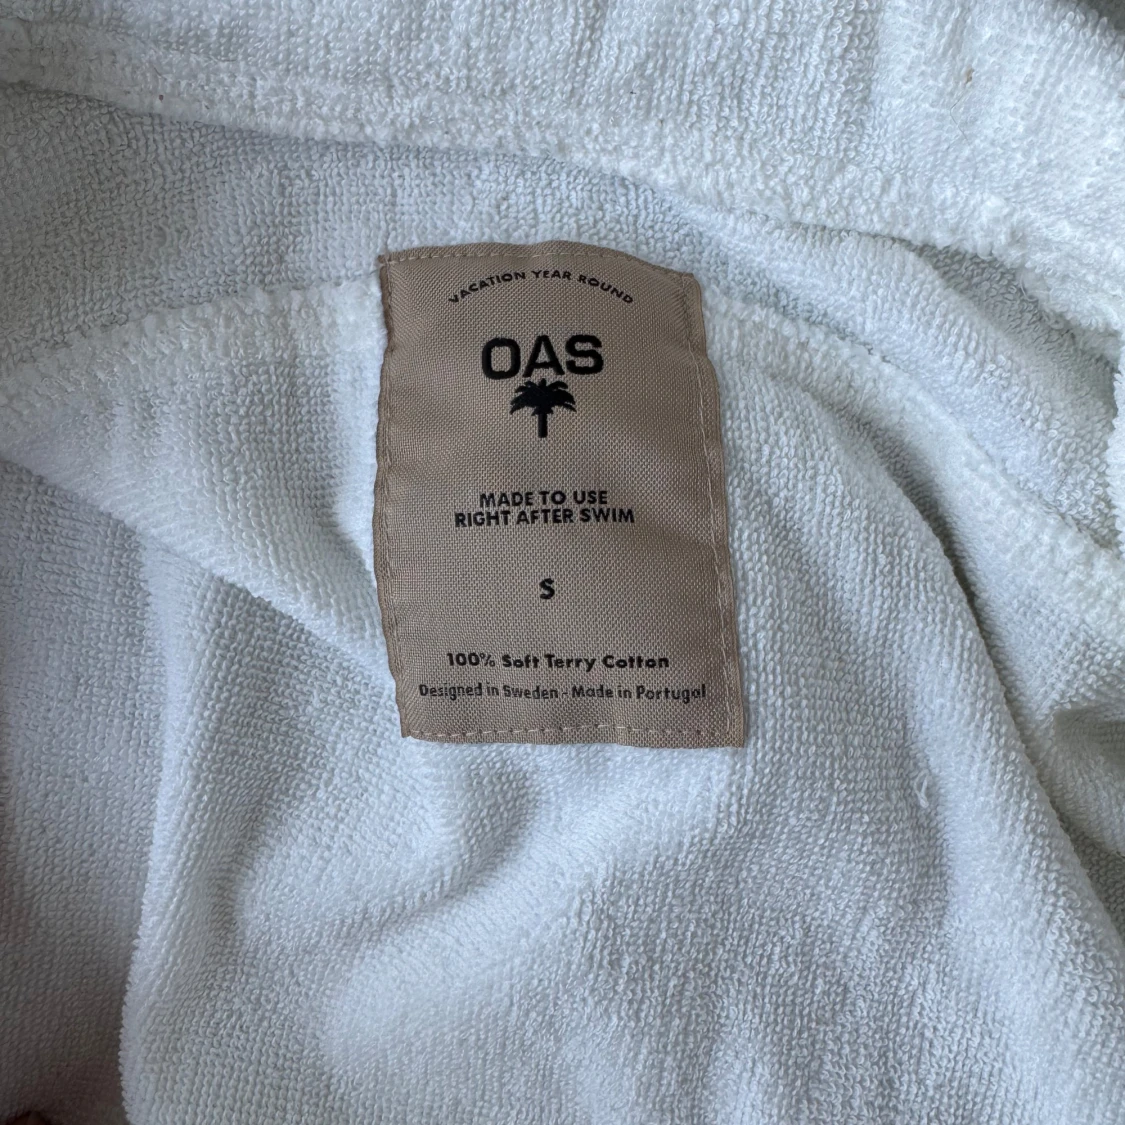 VACATION YEAR ROUND
OAS
MADE TO USE
RIGHT AFTER SWIM
S
100% Soft Terry Cotton
Designed in Sweden - Made in Portugal